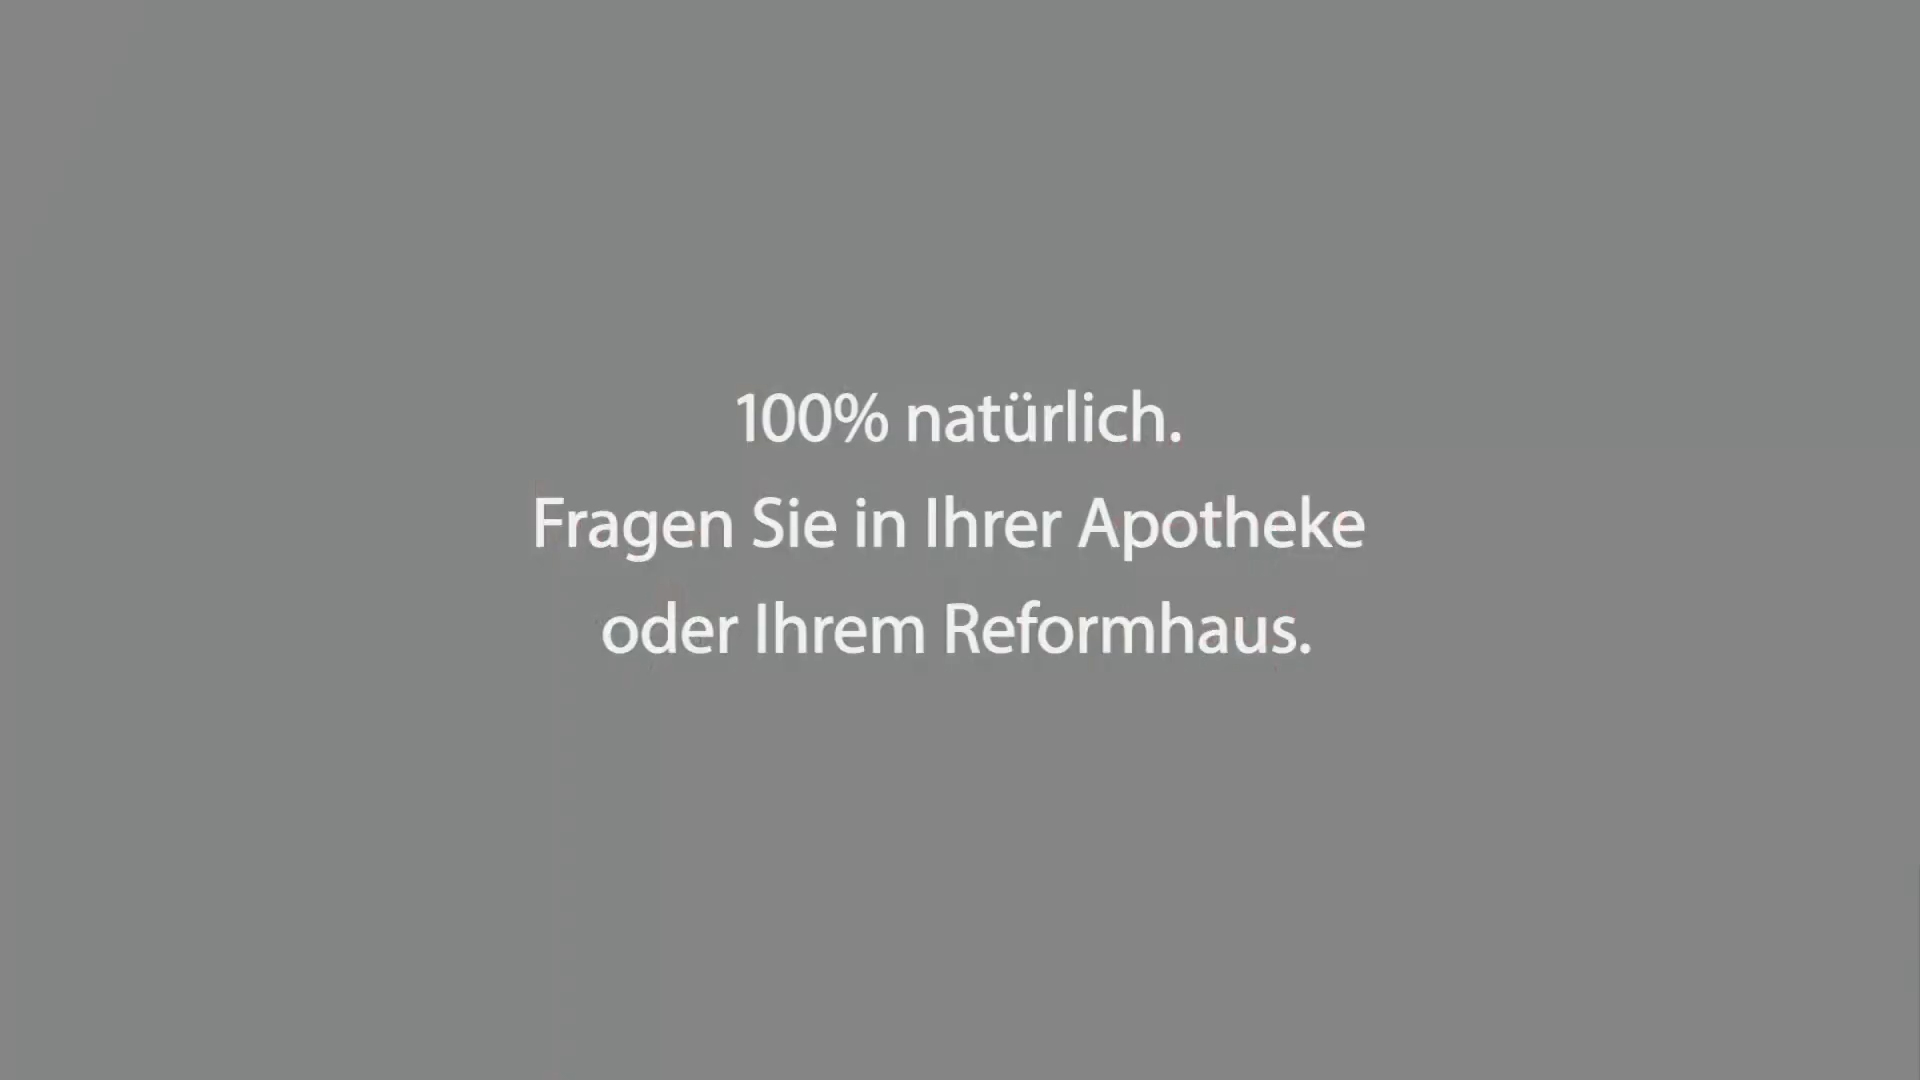 100% natürlich.
Fragen Sie in Ihrer Apotheke
oder Ihrem Reformhaus.